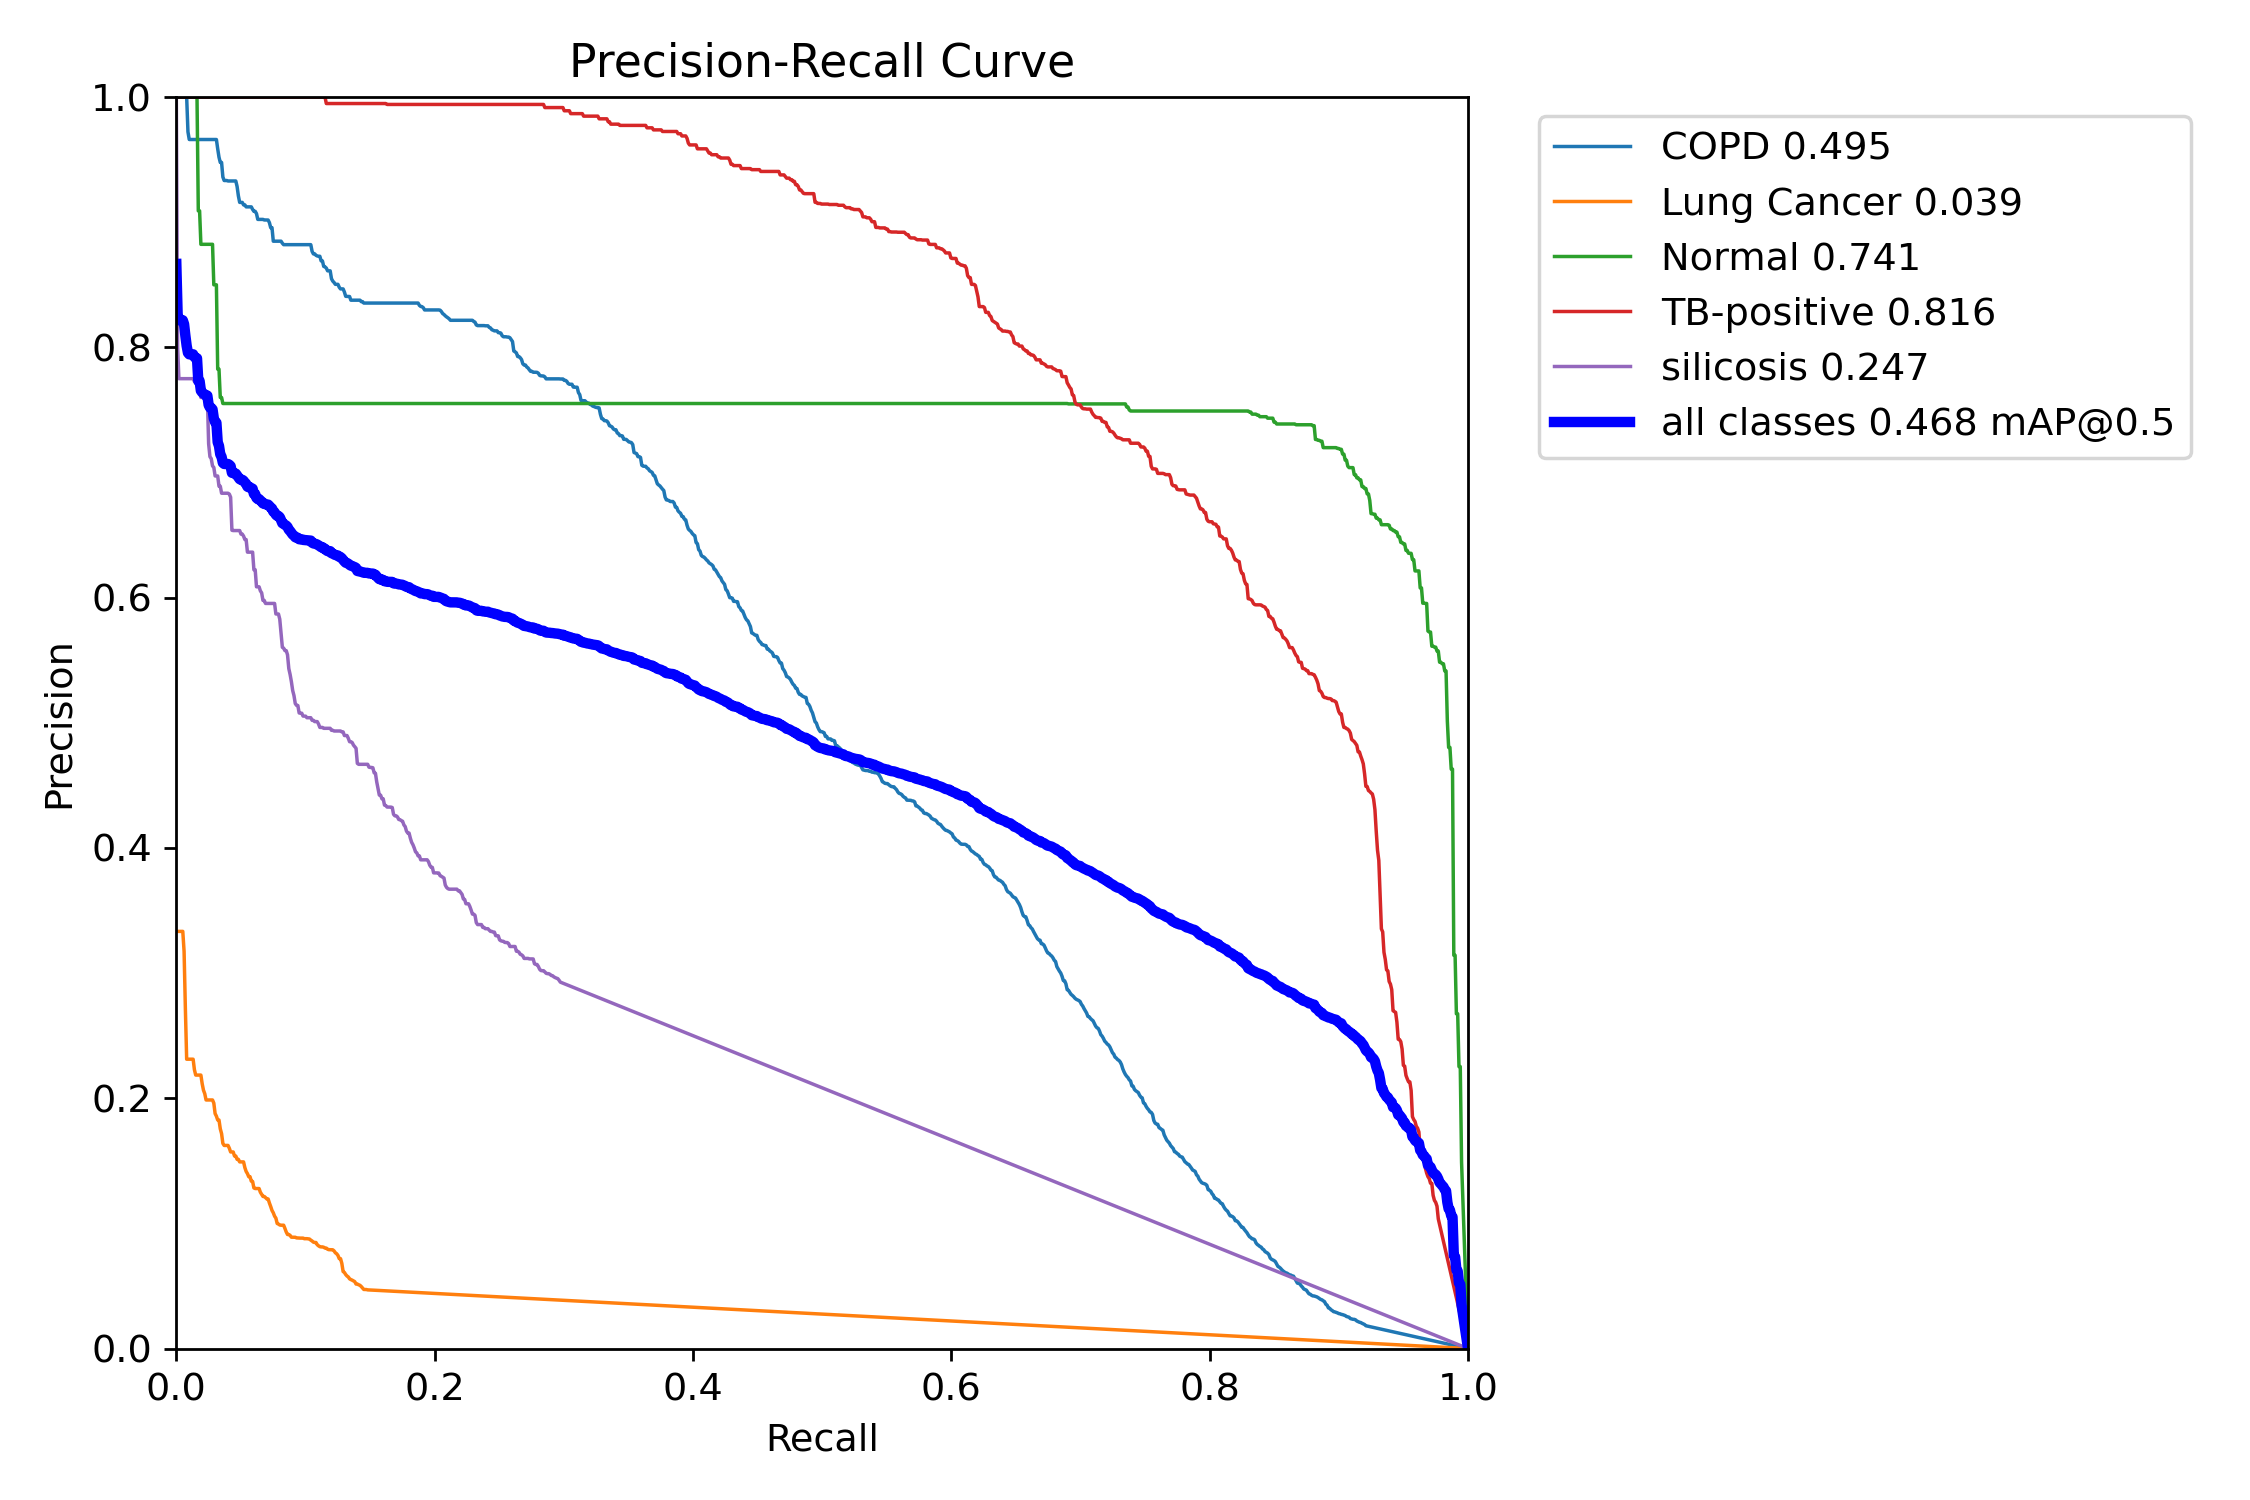 Precision-Recall Curve
1.0
0.8
0.6
0.4
0.2
0.0
Precision
0.0 0.2 0.4 0.6 0.8 1.0
Recall
COPD 0.495
Lung Cancer 0.039
Normal 0.741
TB-positive 0.816
silicosis 0.247
all classes 0.468 mAP@0.5